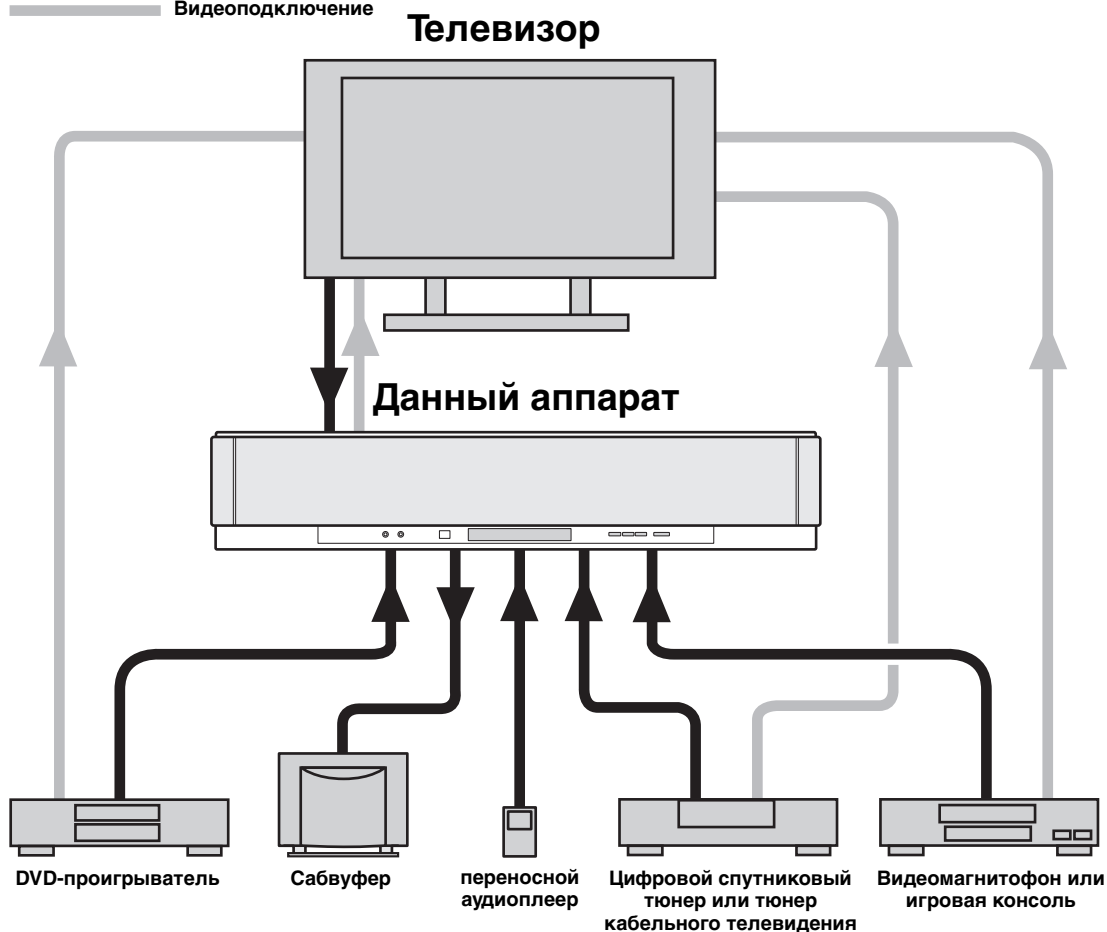 Видеоподключение
Телевизор
Данный аппарат
DVD-проигрыватель
Сабвуфер
переносной
аудиоплеер
Цифровой спутниковый
тюнер или тюнер
кабельного телевидения
Видеомагнитофон или
игровая консоль